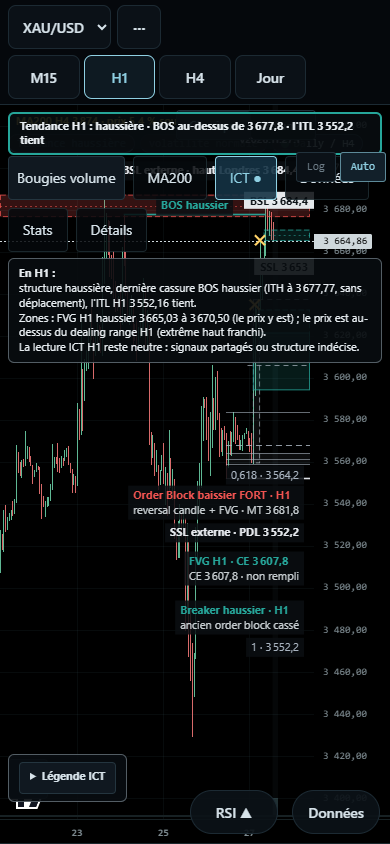 XAU/USD
---
M15
H1
H4
Jour
Tendance H1 : haussière · BOS au-dessus de 3 677,8 · l'ITL 3 552,2
tient
Bougies volume
MA200
ICT
Log
Auto
BSL 3 684,4
BOS haussier
3 680,00
Stats
Détails
3 664,86
SSL 3 653
En H1 :
structure haussière, dernière cassure BOS haussier (ITH à 3 677,77, sans
déplacement), l'ITL H1 3 552,16 tient.
Zones : FVG H1 haussier 3 665,03 à 3 670,50 (le prix y est) ; le prix est au-
dessus du dealing range H1 (extrême haut franchi).
La lecture ICT H1 reste neutre : signaux partagés ou structure indécise.
3 600,00
3 580,00
3 560,00
0,618 · 3 564,2
3 540,00
Order Block baissier FORT · H1
reversal candle + FVG · MT 3 681,8
SSL externe · PDL 3 552,2
3 520,00
FVG H1 · CE 3 607,8
CE 3 607,8 · non rempli
3 500,00
Breaker haussier · H1
ancien order block cassé
3 480,00
1 · 3 552,2
3 460,00
3 440,00
3 420,00
▸ Légende ICT
RSI ▲
Données
23
25